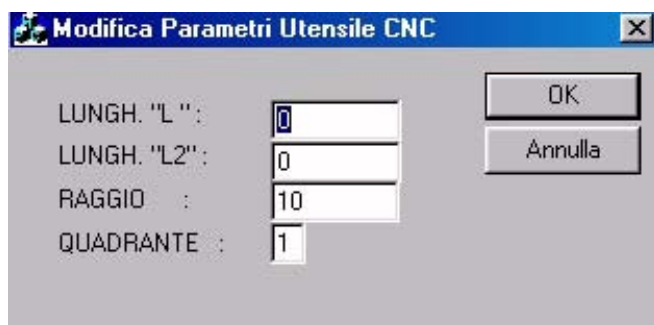 Modifica Parametri Utensile CNC
LUNGH. "L ": 0
OK
LUNGH. "L2": 0
Annulla
RAGGIO : 10
QUADRANTE : 1